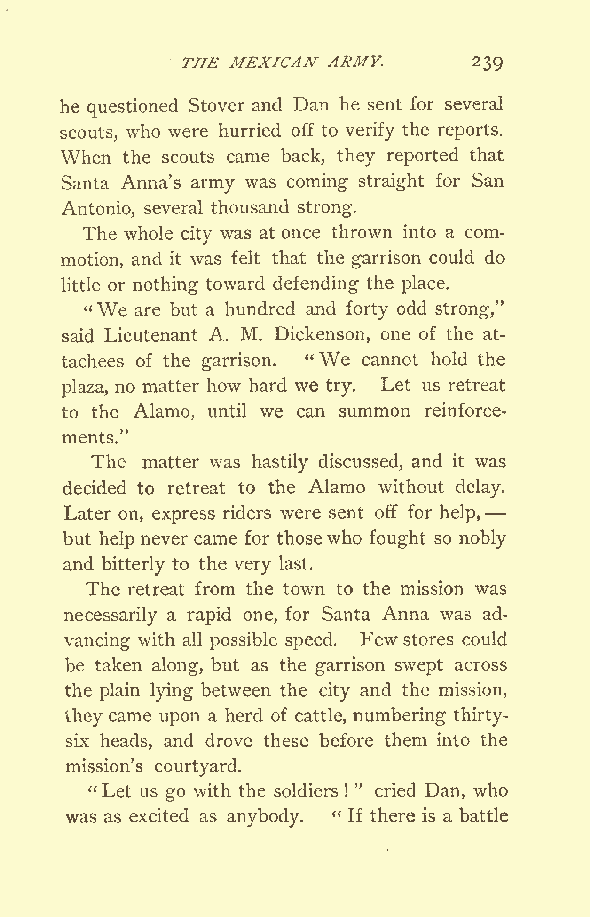 THE MEXICAN ARMY. 239
he questioned Stover and Dan he sent for several
scouts, who were hurried off to verify the reports.
When the scouts came back, they reported that
Santa Anna's army was coming straight for San
Antonio, several thousand strong.
The whole city was at once thrown into a com-
motion, and it was felt that the garrison could do
little or nothing toward defending the place.
"We are but a hundred and forty odd strong,"
said Lieutenant A. M. Dickenson, one of the at-
tachees of the garrison. "We cannot hold the
plaza, no matter how hard we try. Let us retreat
to the Alamo, until we can summon reinforce-
ments."
The matter was hastily discussed, and it was
decided to retreat to the Alamo without delay.
Later on, express riders were sent off for help,—
but help never came for those who fought so nobly
and bitterly to the very last.
The retreat from the town to the mission was
necessarily a rapid one, for Santa Anna was ad-
vancing with all possible speed. Few stores could
be taken along, but as the garrison swept across
the plain lying between the city and the mission,
they came upon a herd of cattle, numbering thirty-
six heads, and drove these before them into the
mission's courtyard.
"Let us go with the soldiers!" cried Dan, who
was as excited as anybody. "If there is a battle